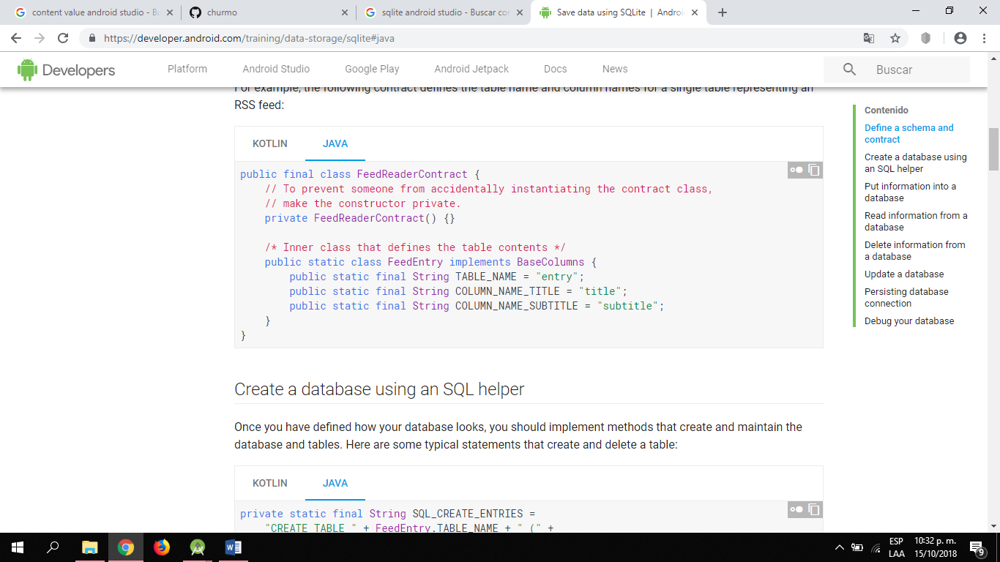 content value android studio - Bu
churmo
sqlite android studio - Buscar con
Save data using SQLite | Androi
https://developer.android.com/training/data-storage/sqlite#java
Developers
Platform
Android Studio
Google Play
Android Jetpack
Docs
News
Buscar
For example, the following contract defines the table name and column names for a single table representing an
RSS feed:
KOTLIN
JAVA
public final class FeedReaderContract {
    // To prevent someone from accidentally instantiating the contract class,
    // make the constructor private.
    private FeedReaderContract() {}
    /* Inner class that defines the table contents */
    public static class FeedEntry implements BaseColumns {
        public static final String TABLE_NAME = "entry";
        public static final String COLUMN_NAME_TITLE = "title";
        public static final String COLUMN_NAME_SUBTITLE = "subtitle";
    }
}
Create a database using an SQL helper
Once you have defined how your database looks, you should implement methods that create and maintain the
database and tables. Here are some typical statements that create and delete a table:
KOTLIN
JAVA
private static final String SQL_CREATE_ENTRIES =
    "CREATE TABLE " + FeedEntry.TABLE_NAME + " (" +
Contenido
Define a schema and
contract
Create a database using
an SQL helper
Put information into a
database
Read information from a
database
Delete information from
a database
Update a database
Persisting database
connection
Debug your database
ESP
LAA
10:32 p. m.
15/10/2018
9